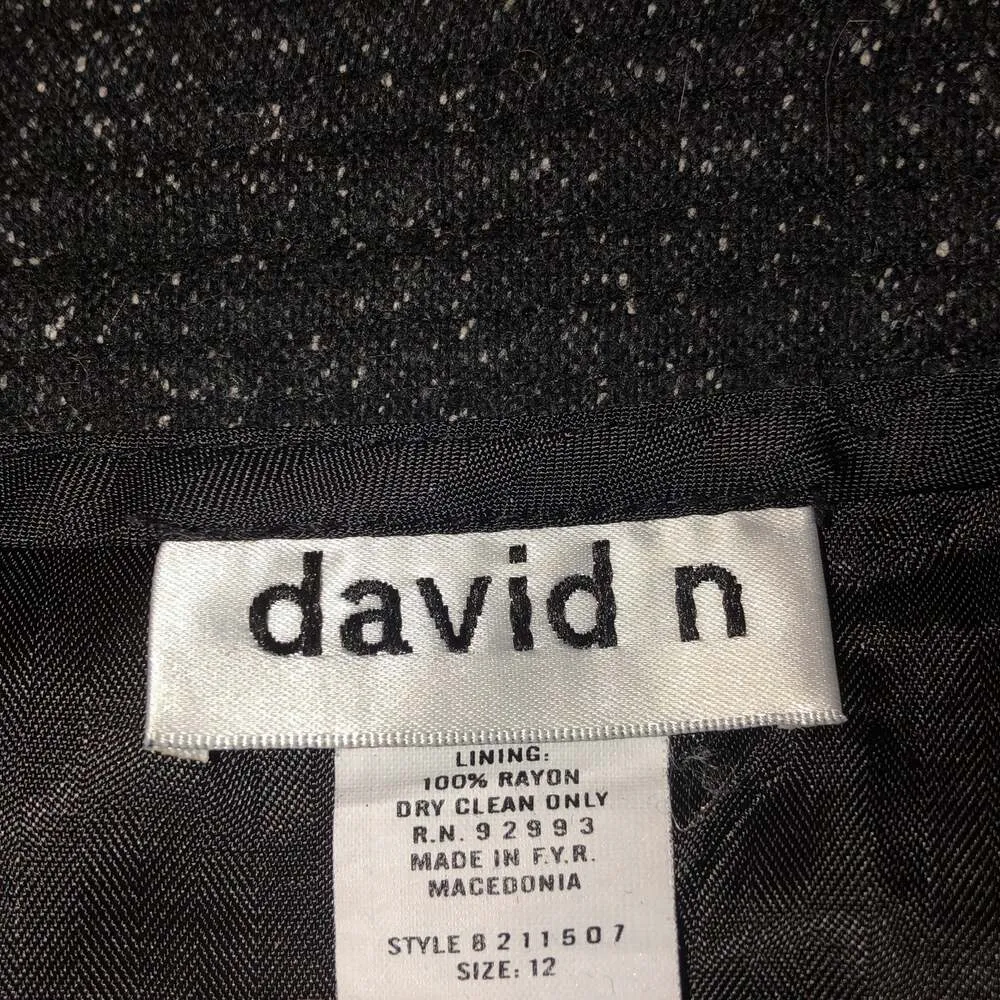 david n
LINING:
100% RAYON
DRY CLEAN ONLY
R.N. 92993
MADE IN F.Y.R.
MACEDONIA
STYLE 8211507
SIZE: 12